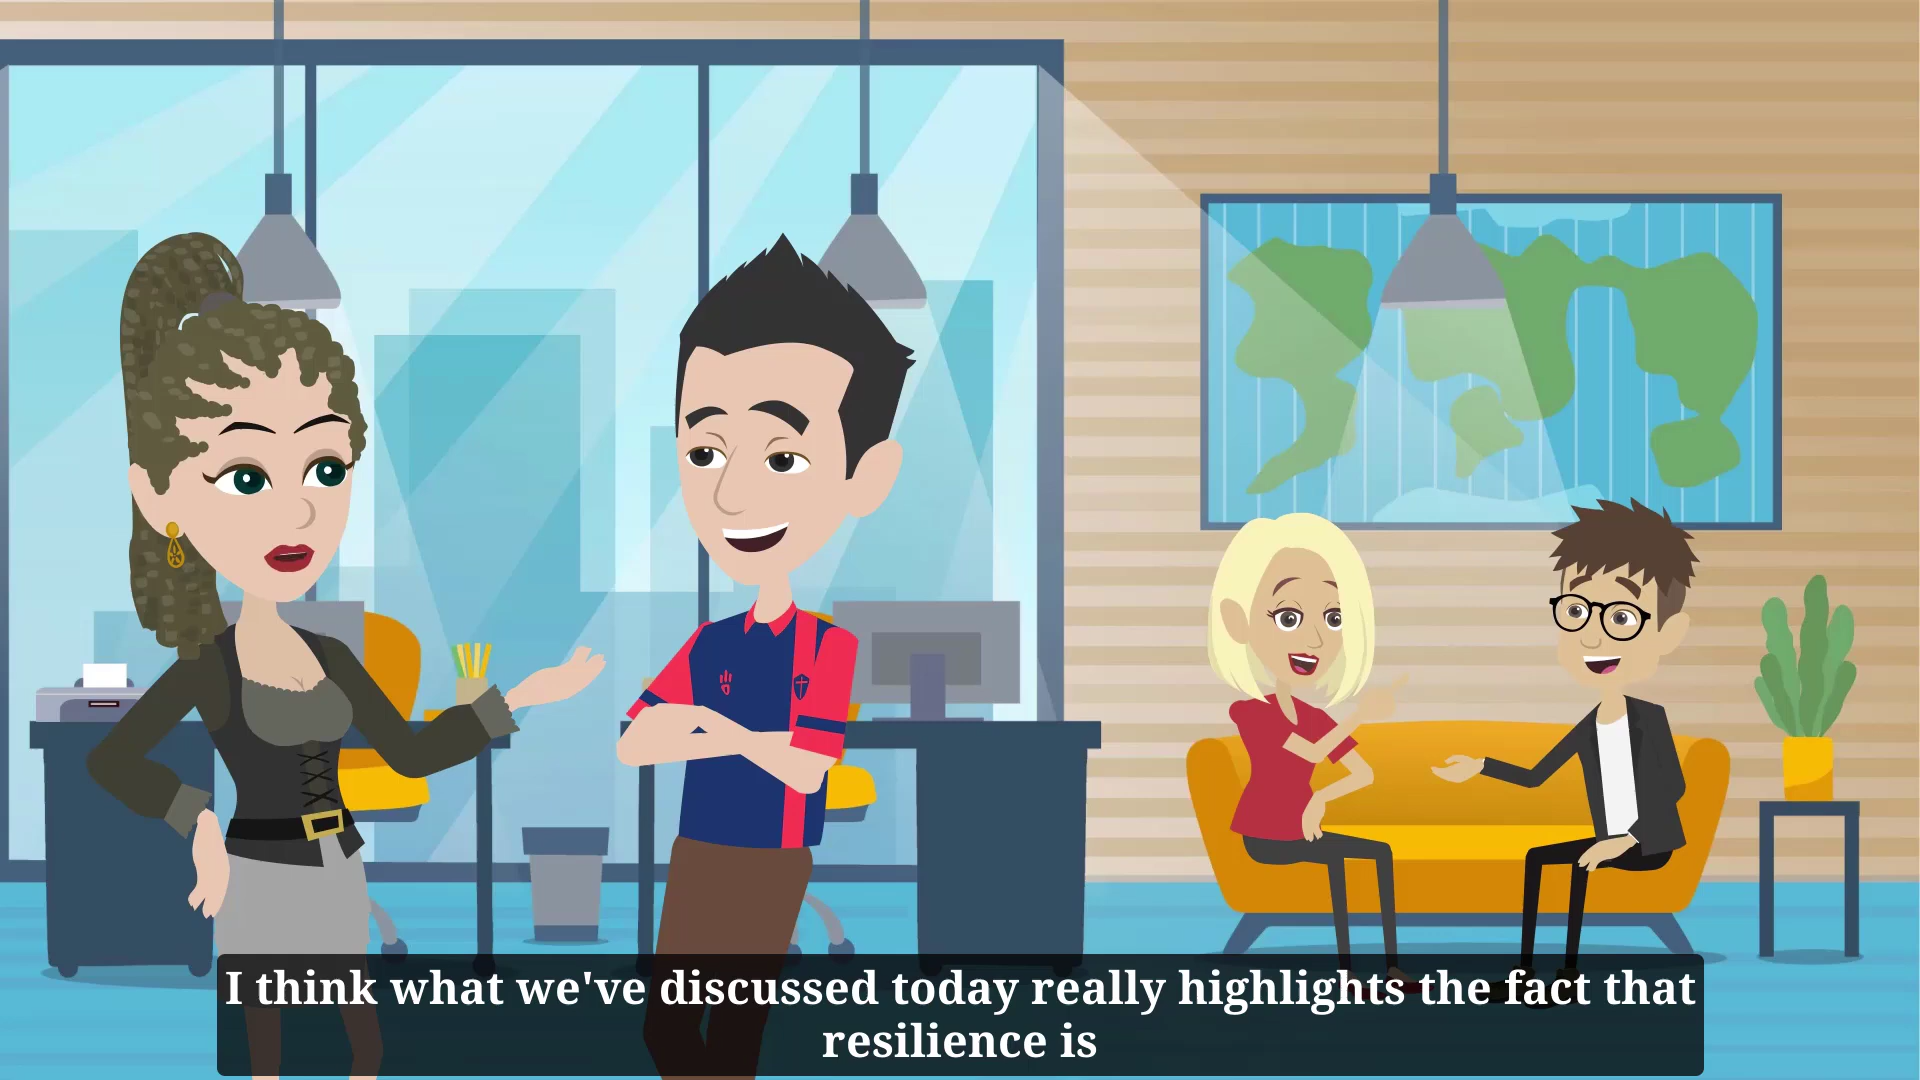 I think what we've discussed today really highlights the fact that
resilience is